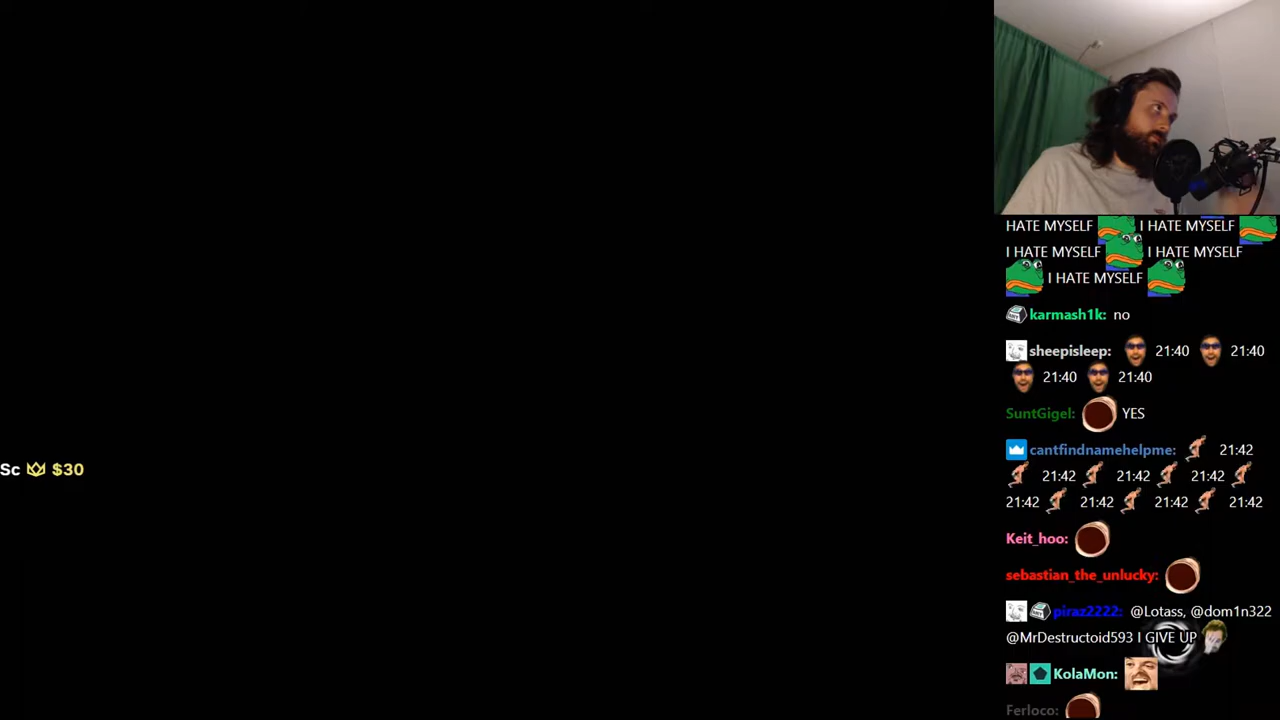 HATE MYSELF I HATE MYSELF
I HATE MYSELF I HATE MYSELF
I HATE MYSELF
karmash1k: no
sheepisleep: 21:40 21:40
21:40 21:40
SuntGigel: YES
cantfindnamehelpme: 21:42
21:42 21:42 21:42
21:42 21:42 21:42 21:42
Sc $30
Keit_hoo:
sebastian_the_unlucky:
piraz2222: @Lotass, @dom1n322
@MrDestructoid593 I GIVE UP
KolaMon:
Ferloco: